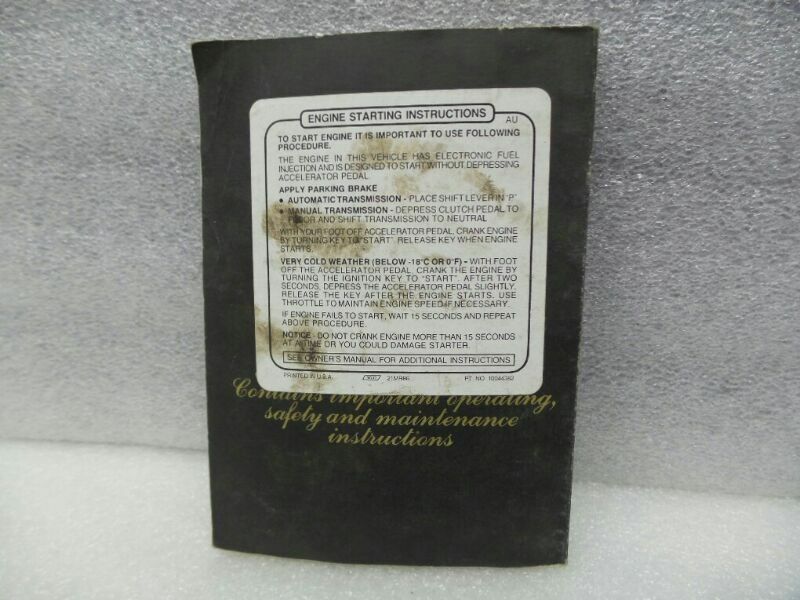 ENGINE STARTING INSTRUCTIONS
AU
TO START ENGINE IT IS IMPORTANT TO USE FOLLOWING
PROCEDURE.
THE ENGINE IN THIS VEHICLE HAS ELECTRONIC FUEL
INJECTION AND IS DESIGNED TO START WITHOUT DEPRESSING
ACCELERATOR PEDAL
APPLY PARKING BRAKE
• AUTOMATIC TRANSMISSION - PLACE SHIFT LEVER IN "P"
• MANUAL TRANSMISSION - DEPRESS CLUTCH PEDAL TO
FLOOR AND SHIFT TRANSMISSION TO NEUTRAL
WITH YOUR FOOT OFF ACCELERATOR PEDAL, CRANK ENGINE
BY TURNING KEY TO "START". RELEASE KEY WHEN ENGINE
STARTS.
VERY COLD WEATHER (BELOW -18°C OR 0°F) - WITH FOOT
OFF THE ACCELERATOR PEDAL, CRANK THE ENGINE BY
TURNING THE IGNITION KEY TO "START". AFTER TWO
SECONDS, DEPRESS THE ACCELERATOR PEDAL SLIGHTLY.
RELEASE THE KEY AFTER THE ENGINE STARTS. USE
THROTTLE TO MAINTAIN ENGINE SPEED IF NECESSARY.
IF ENGINE FAILS TO START, WAIT 15 SECONDS AND REPEAT
ABOVE PROCEDURE.
NOTICE - DO NOT CRANK ENGINE MORE THAN 15 SECONDS
AT A TIME OR YOU COULD DAMAGE STARTER.
SEE OWNER'S MANUAL FOR ADDITIONAL INSTRUCTIONS
PRINTED IN U.S.A. 21MR86 PT. NO. 10044382
Contains important operating,
safety and maintenance
instructions